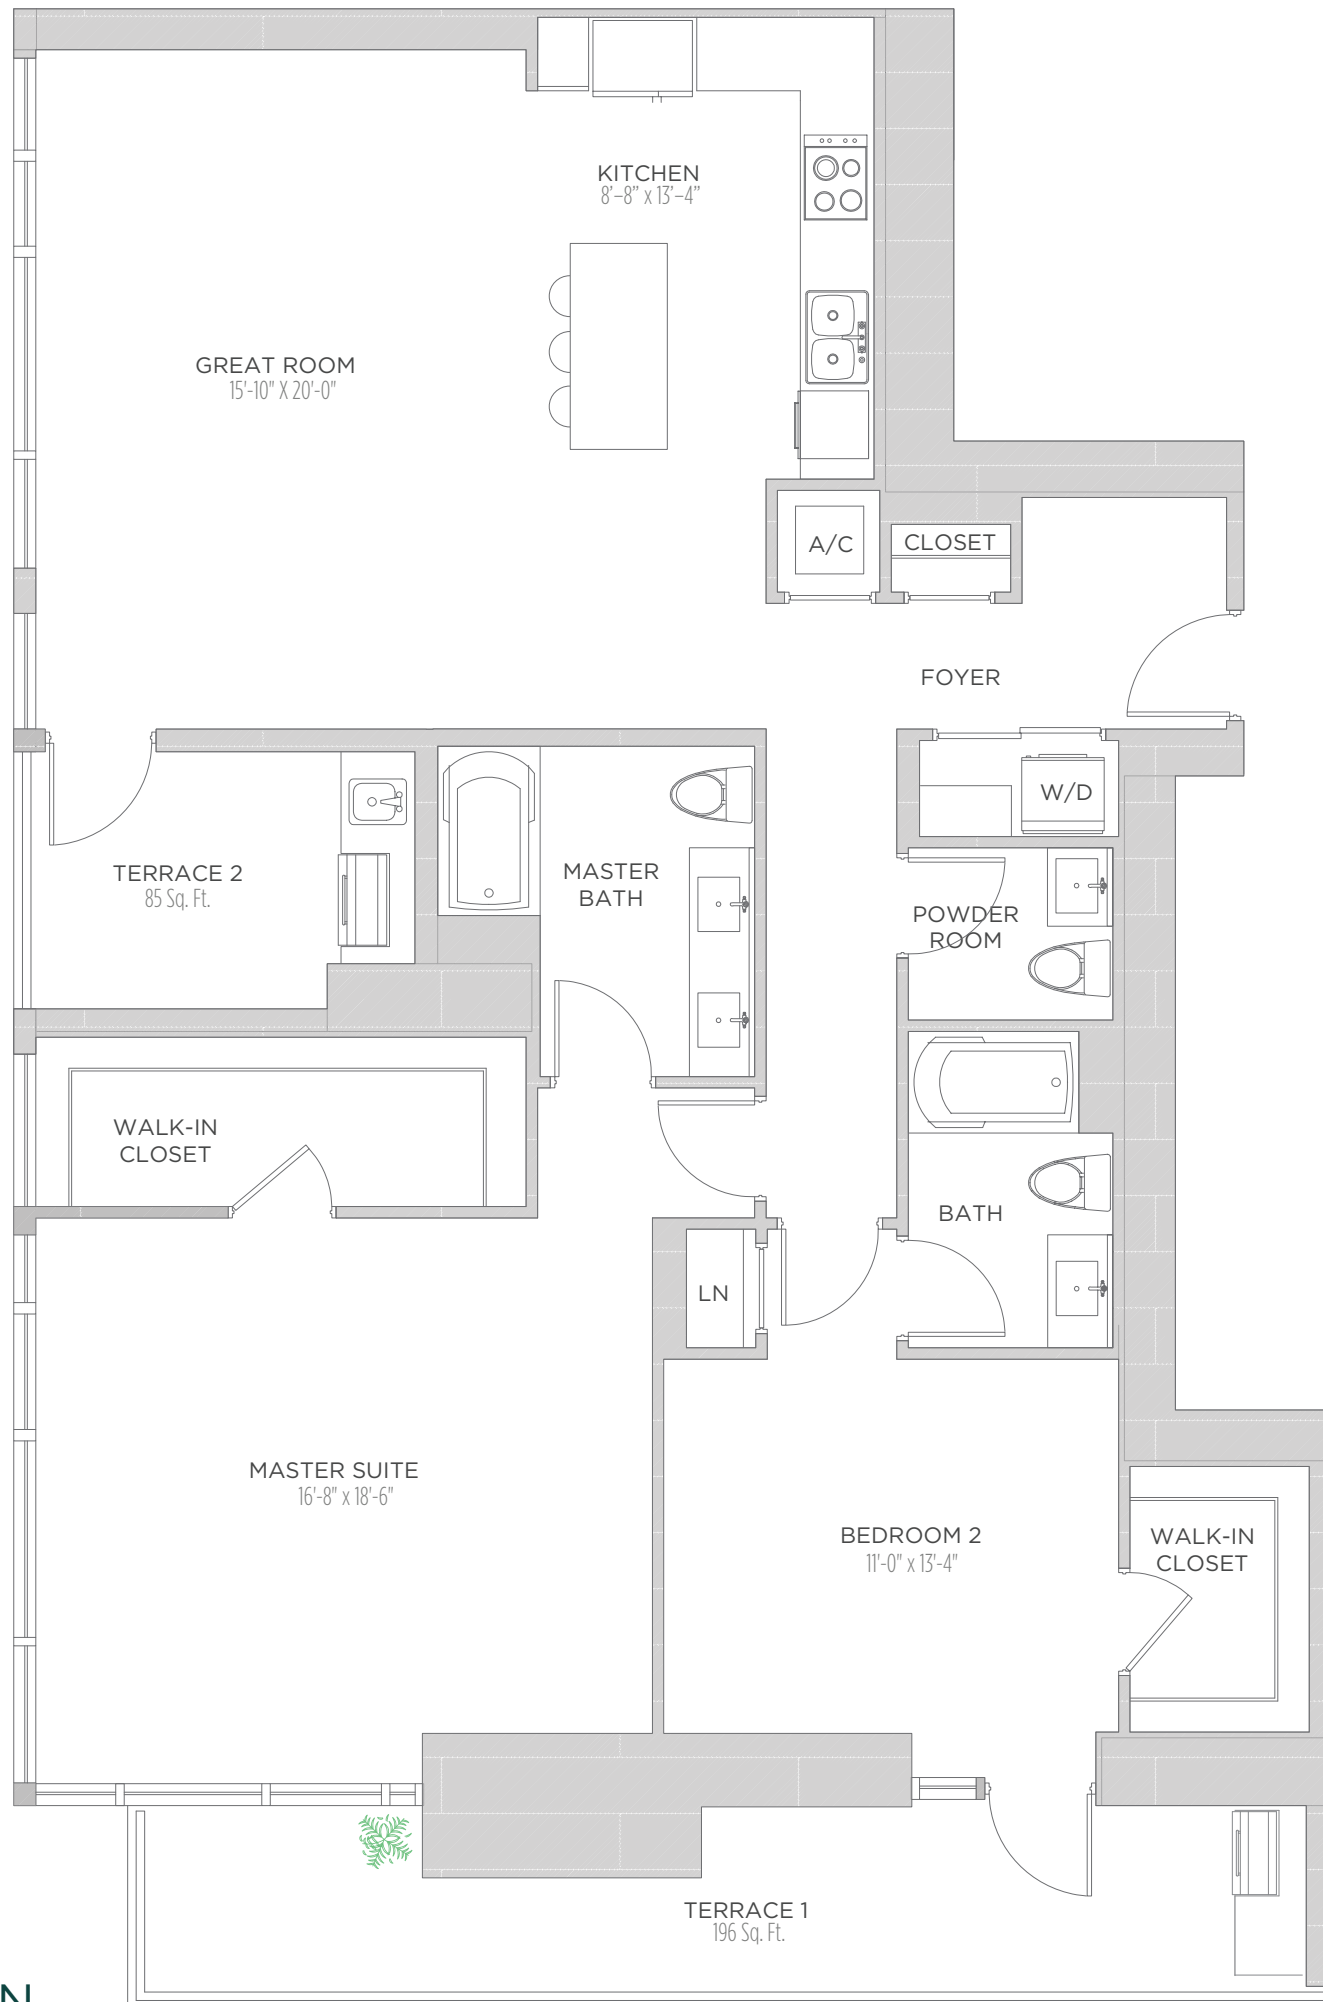 KITCHEN
8'–8" x 13'–4"
GREAT ROOM
15'-10" X 20'-0"
A/C
CLOSET
FOYER
W/D
TERRACE 2
85 Sq. Ft.
MASTER
BATH
POWDER
ROOM
WALK-IN
CLOSET
BATH
LN
MASTER SUITE
16'-8" x 18'-6"
BEDROOM 2
11'-0" x 13'-4"
WALK-IN
CLOSET
TERRACE 1
196 Sq. Ft.